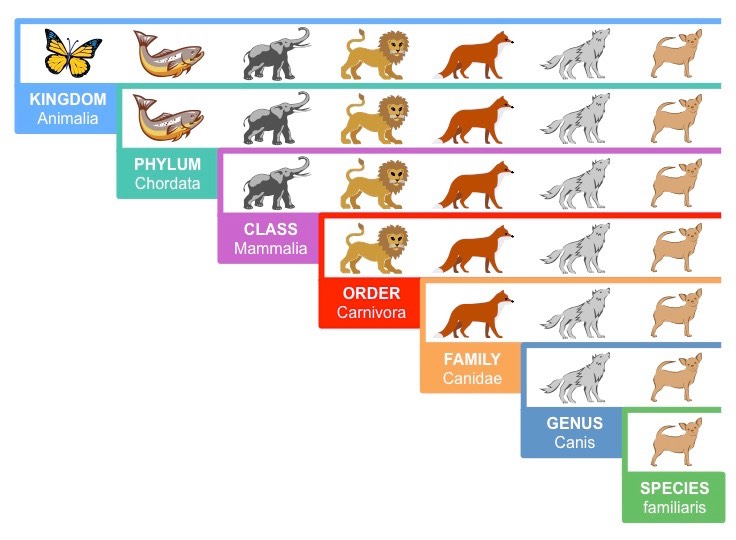 KINGDOM
Animalia
PHYLUM
Chordata
CLASS
Mammalia
ORDER
Carnivora
FAMILY
Canidae
GENUS
Canis
SPECIES
familiaris